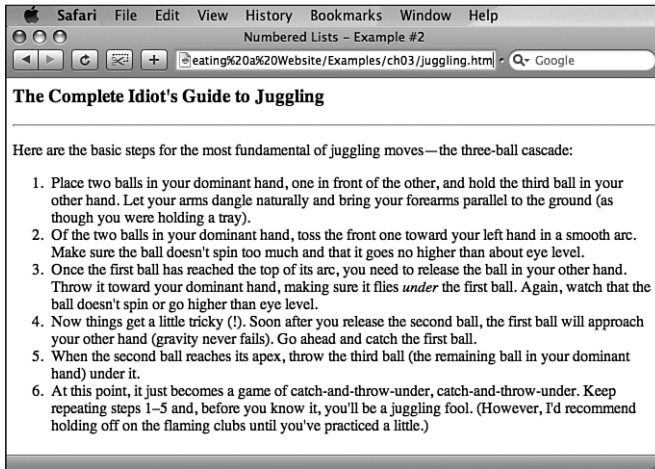 Safari File Edit View History Bookmarks Window Help
Numbered Lists – Example #2
eating%20a%20Website/Examples/ch03/juggling.htm Google
The Complete Idiot's Guide to Juggling
Here are the basic steps for the most fundamental of juggling moves—the three-ball cascade:
1. Place two balls in your dominant hand, one in front of the other, and hold the third ball in your
other hand. Let your arms dangle naturally and bring your forearms parallel to the ground (as
though you were holding a tray).
2. Of the two balls in your dominant hand, toss the front one toward your left hand in a smooth arc.
Make sure the ball doesn't spin too much and that it goes no higher than about eye level.
3. Once the first ball has reached the top of its arc, you need to release the ball in your other hand.
Throw it toward your dominant hand, making sure it flies under the first ball. Again, watch that the
ball doesn't spin or go higher than eye level.
4. Now things get a little tricky (!). Soon after you release the second ball, the first ball will approach
your other hand (gravity never fails). Go ahead and catch the first ball.
5. When the second ball reaches its apex, throw the third ball (the remaining ball in your dominant
hand) under it.
6. At this point, it just becomes a game of catch-and-throw-under, catch-and-throw-under. Keep
repeating steps 1–5 and, before you know it, you'll be a juggling fool. (However, I'd recommend
holding off on the flaming clubs until you've practiced a little.)